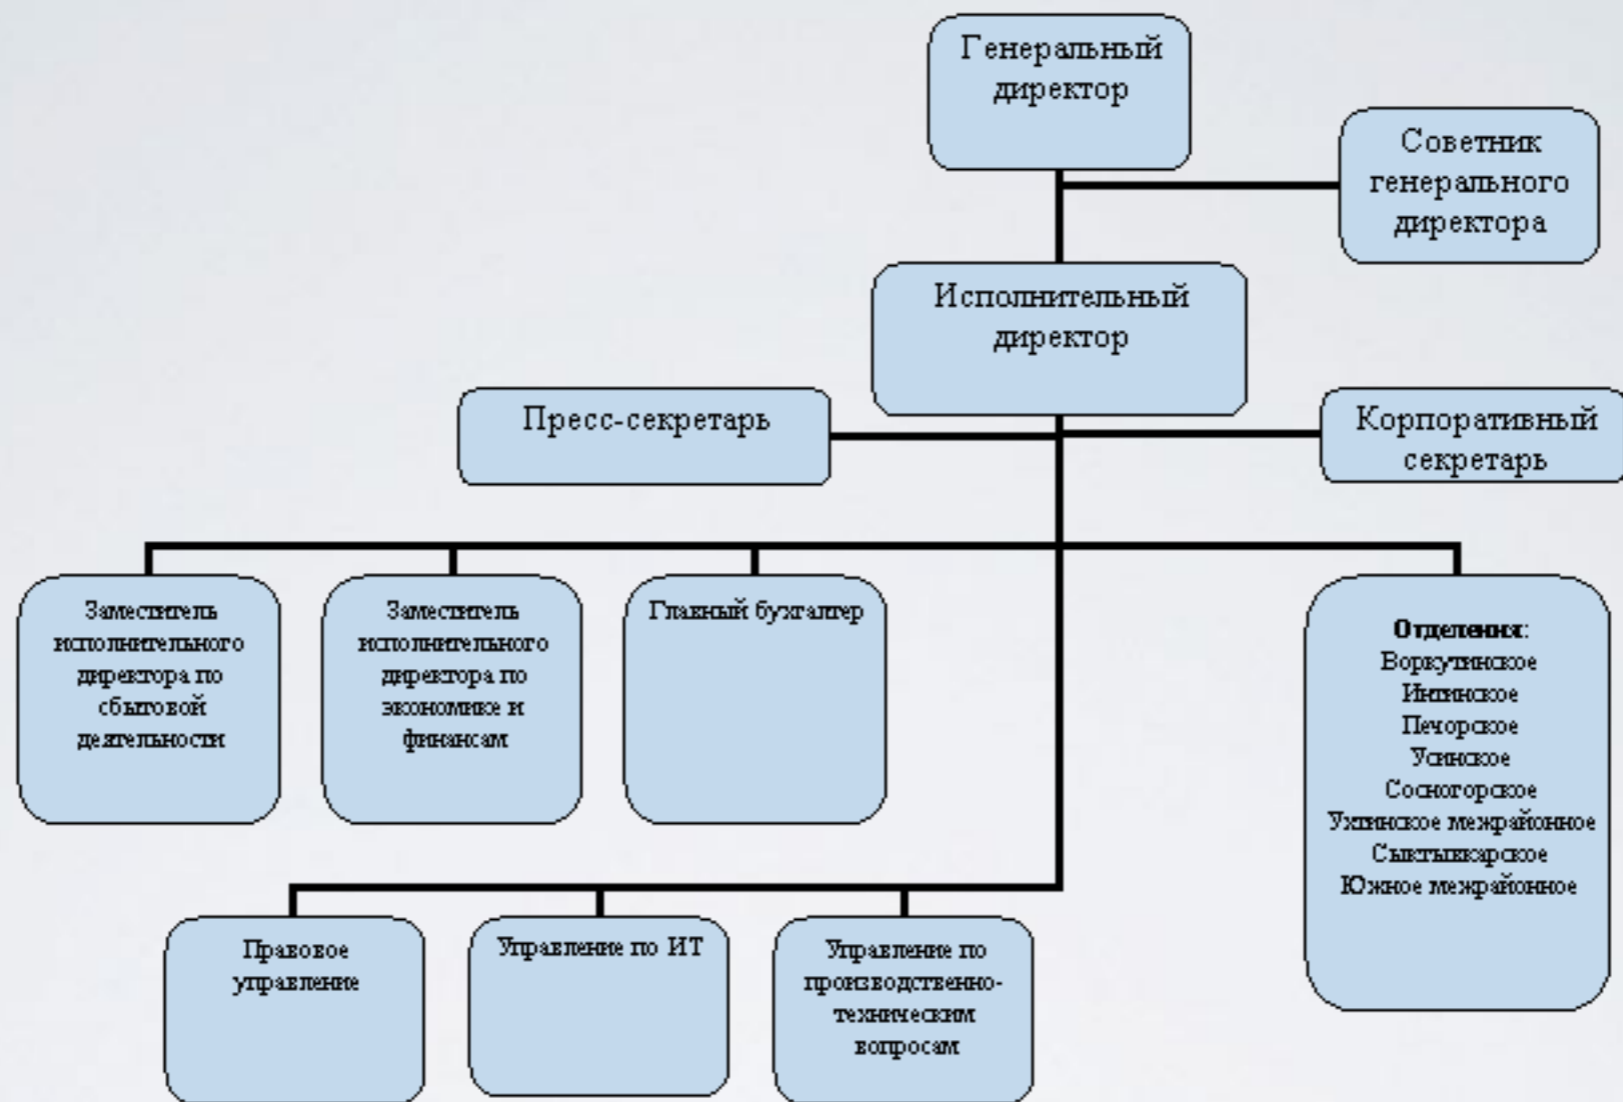 Генеральный
директор
Советник
генерального
директора
Исполнительный
директор
Пресс-секретарь
Корпоративный
секретарь
Заместитель
исполнительного
директора по
сбытовой
деятельности
Заместитель
исполнительного
директора по
экономике и
финансам
Главный бухгалтер
Отделения:
Воркутинское
Интинское
Печорское
Усинское
Сосногорское
Ухтинское межрайонное
Сыктывкарское
Южное межрайонное
Правовое
управление
Управление по ИТ
Управление по
производственно-
техническим
вопросам